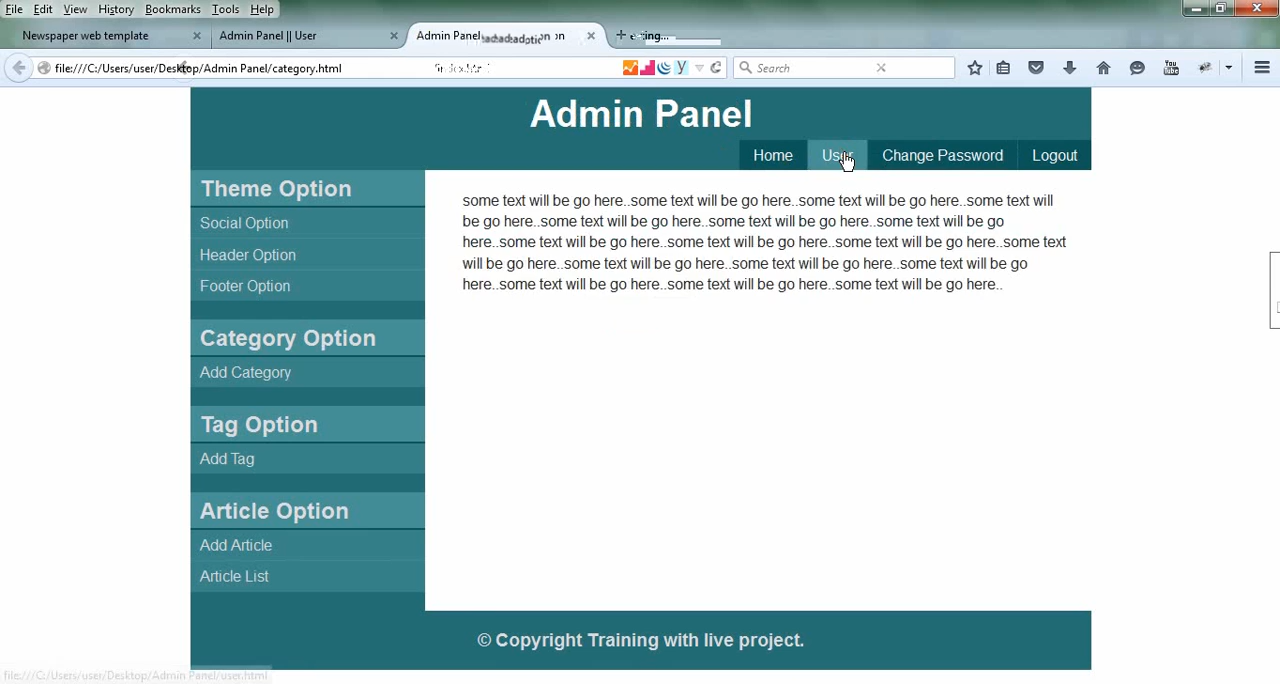 File Edit View History Bookmarks Tools Help
Newspaper web template
Admin Panel || User
Admin Panel
file:///C:/Users/user/Desktop/Admin Panel/category.html
Search
Admin Panel
Home User Change Password Logout
Theme Option
Social Option
Header Option
Footer Option
Category Option
Add Category
Tag Option
Add Tag
Article Option
Add Article
Article List
some text will be go here..some text will be go here..some text will be go here..some text will
be go here..some text will be go here..some text will be go here..some text will be go
here..some text will be go here..some text will be go here..some text will be go here..some text
will be go here..some text will be go here..some text will be go here..some text will be go
here..some text will be go here..some text will be go here..some text will be go here..
© Copyright Training with live project.
file:///C:/Users/user/Desktop/Admin Panel/user.html